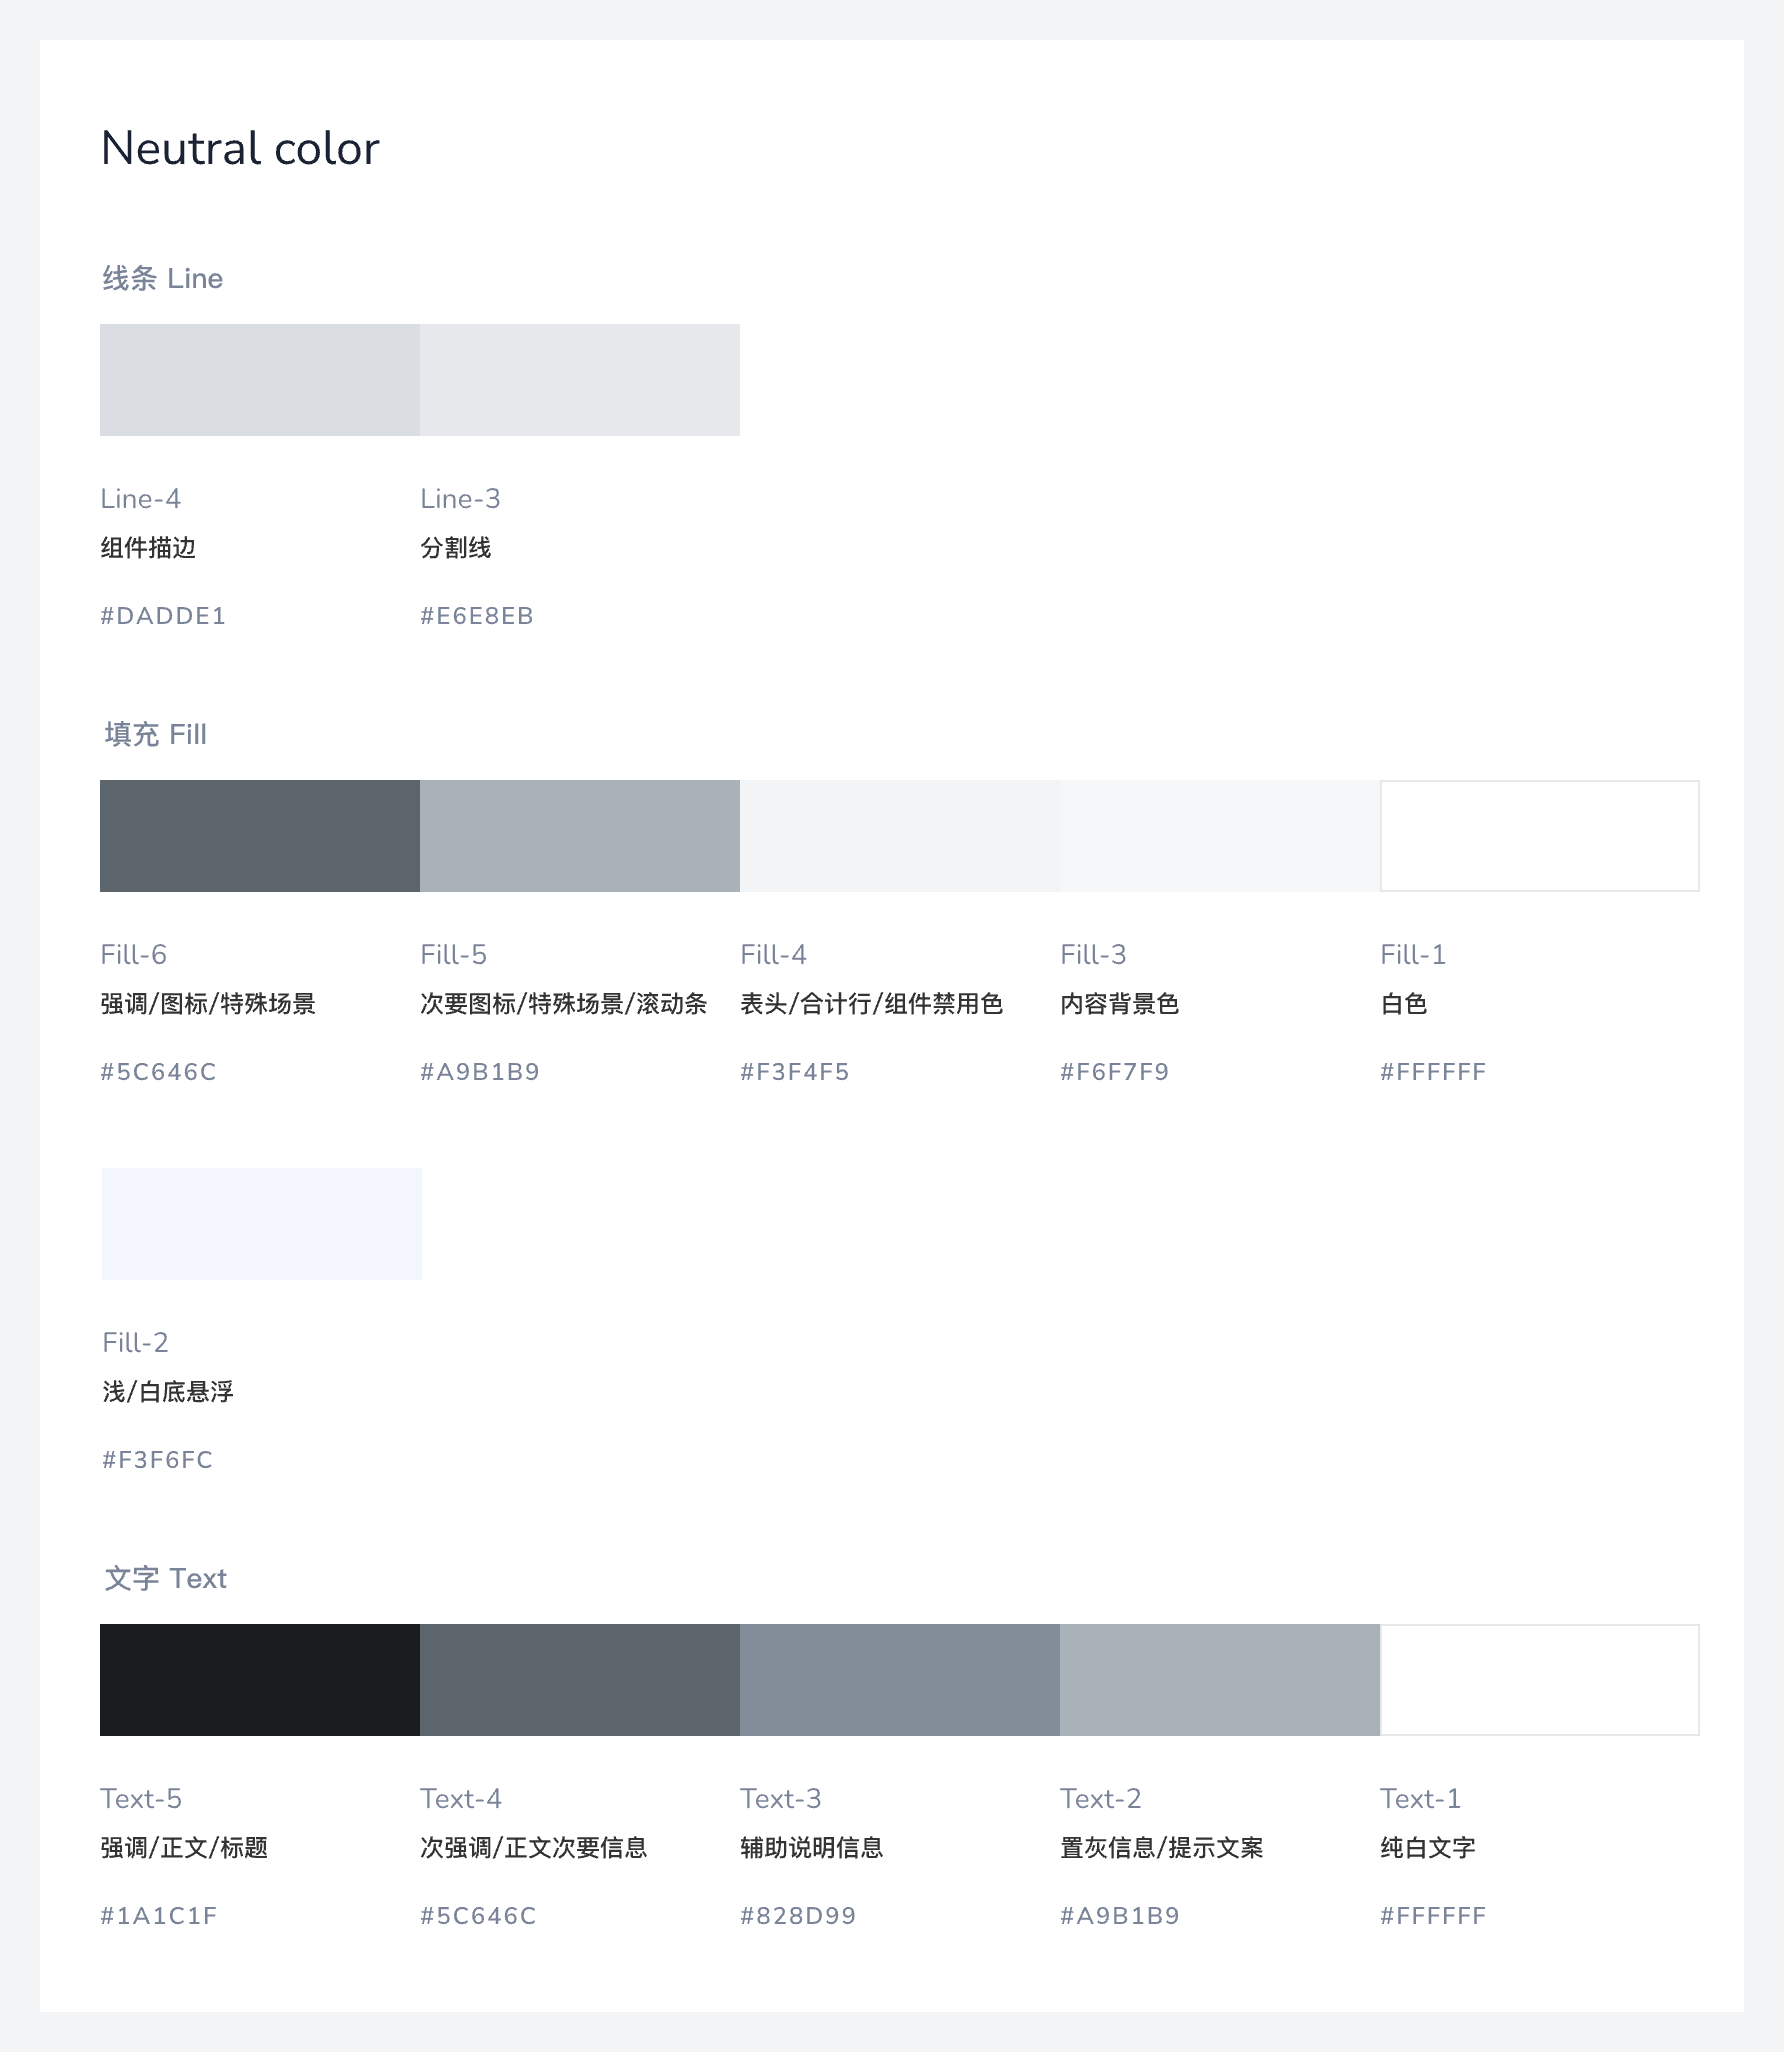 Neutral color
线条 Line
Line-4 Line-3
组件描边 分割线
#DADDE1 #E6E8EB
填充 Fill
Fill-6 Fill-5 Fill-4 Fill-3 Fill-1
强调/图标/特殊场景 次要图标/特殊场景/滚动条 表头/合计行/组件禁用色 内容背景色 白色
#5C646C #A9B1B9 #F3F4F5 #F6F7F9 #FFFFFF
Fill-2
浅/白底悬浮
#F3F6FC
文字 Text
Text-5 Text-4 Text-3 Text-2 Text-1
强调/正文/标题 次强调/正文次要信息 辅助说明信息 置灰信息/提示文案 纯白文字
#1A1C1F #5C646C #828D99 #A9B1B9 #FFFFFF